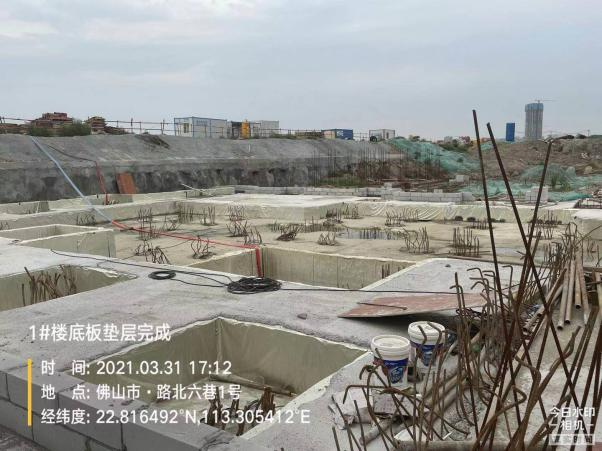 1#楼底板垫层完成
时 间: 2021.03.31 17:12
地 点: 佛山市·路北六巷1号
经纬度: 22.816492°N,113.305412°E
今日水印
相机